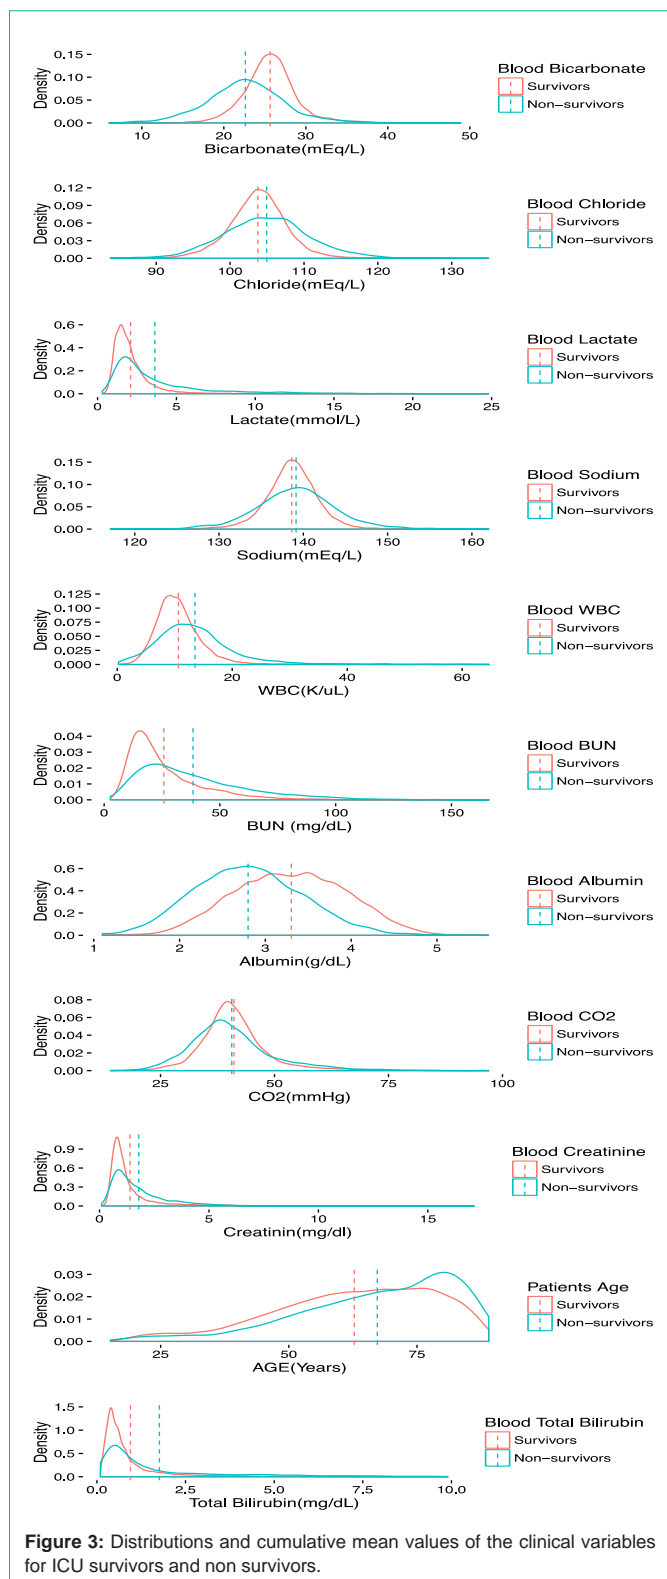 0.15
0.10
0.05
0.00
Density
10 20 30 40 50
Bicarbonate(mEq/L)
Blood Bicarbonate
Survivors
Non−survivors
0.12
0.09
0.06
0.03
0.00
Density
90 100 110 120 130
Chloride(mEq/L)
Blood Chloride
Survivors
Non−survivors
0.6
0.4
0.2
0.0
Density
0 5 10 15 20 25
Lactate(mmol/L)
Blood Lactate
Survivors
Non−survivors
0.15
0.10
0.05
0.00
Density
120 130 140 150 160
Sodium(mEq/L)
Blood Sodium
Survivors
Non−survivors
0.125
0.100
0.075
0.050
0.025
0.000
Density
0 20 40 60
WBC(K/uL)
Blood WBC
Survivors
Non−survivors
0.04
0.03
0.02
0.01
0.00
Density
0 50 100 150
BUN (mg/dL)
Blood BUN
Survivors
Non−survivors
0.6
0.4
0.2
0.0
Density
1 2 3 4 5
Albumin(g/dL)
Blood Albumin
Survivors
Non−survivors
0.08
0.06
0.04
0.02
0.00
Density
25 50 75 100
CO2(mmHg)
Blood CO2
Survivors
Non−survivors
0.9
0.6
0.3
0.0
Density
0 5 10 15
Creatinin(mg/dl)
Blood Creatinine
Survivors
Non−survivors
0.03
0.02
0.01
0.00
Density
25 50 75
AGE(Years)
Patients Age
Survivors
Non−survivors
1.5
1.0
0.5
0.0
Density
0.0 2.5 5.0 7.5 10.0
Total Bilirubin(mg/dL)
Blood Total Bilirubin
Survivors
Non−survivors
Figure 3: Distributions and cumulative mean values of the clinical variables
for ICU survivors and non survivors.